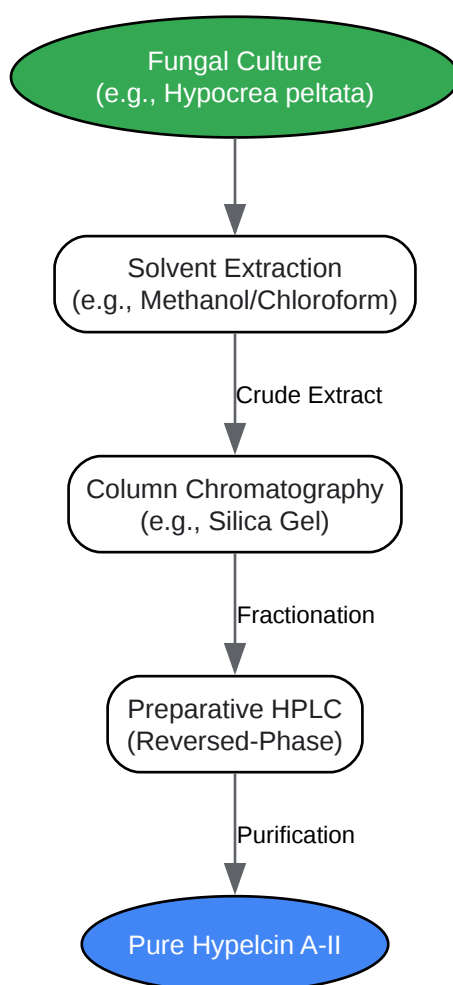 Fungal Culture
(e.g., Hypocrea peltata)
Solvent Extraction
(e.g., Methanol/Chloroform)
Crude Extract
Column Chromatography
(e.g., Silica Gel)
Fractionation
Preparative HPLC
(Reversed-Phase)
Purification
Pure Hypelcin A-II